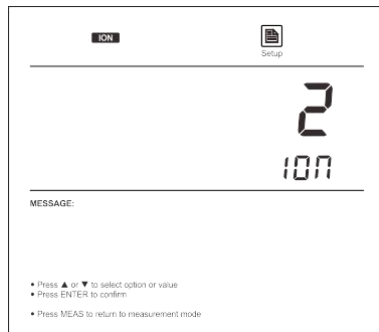 ION
Setup
2
ION
MESSAGE:
• Press ▲ or ▼ to select option or value
• Press ENTER to confirm
• Press MEAS to return to measurement mode